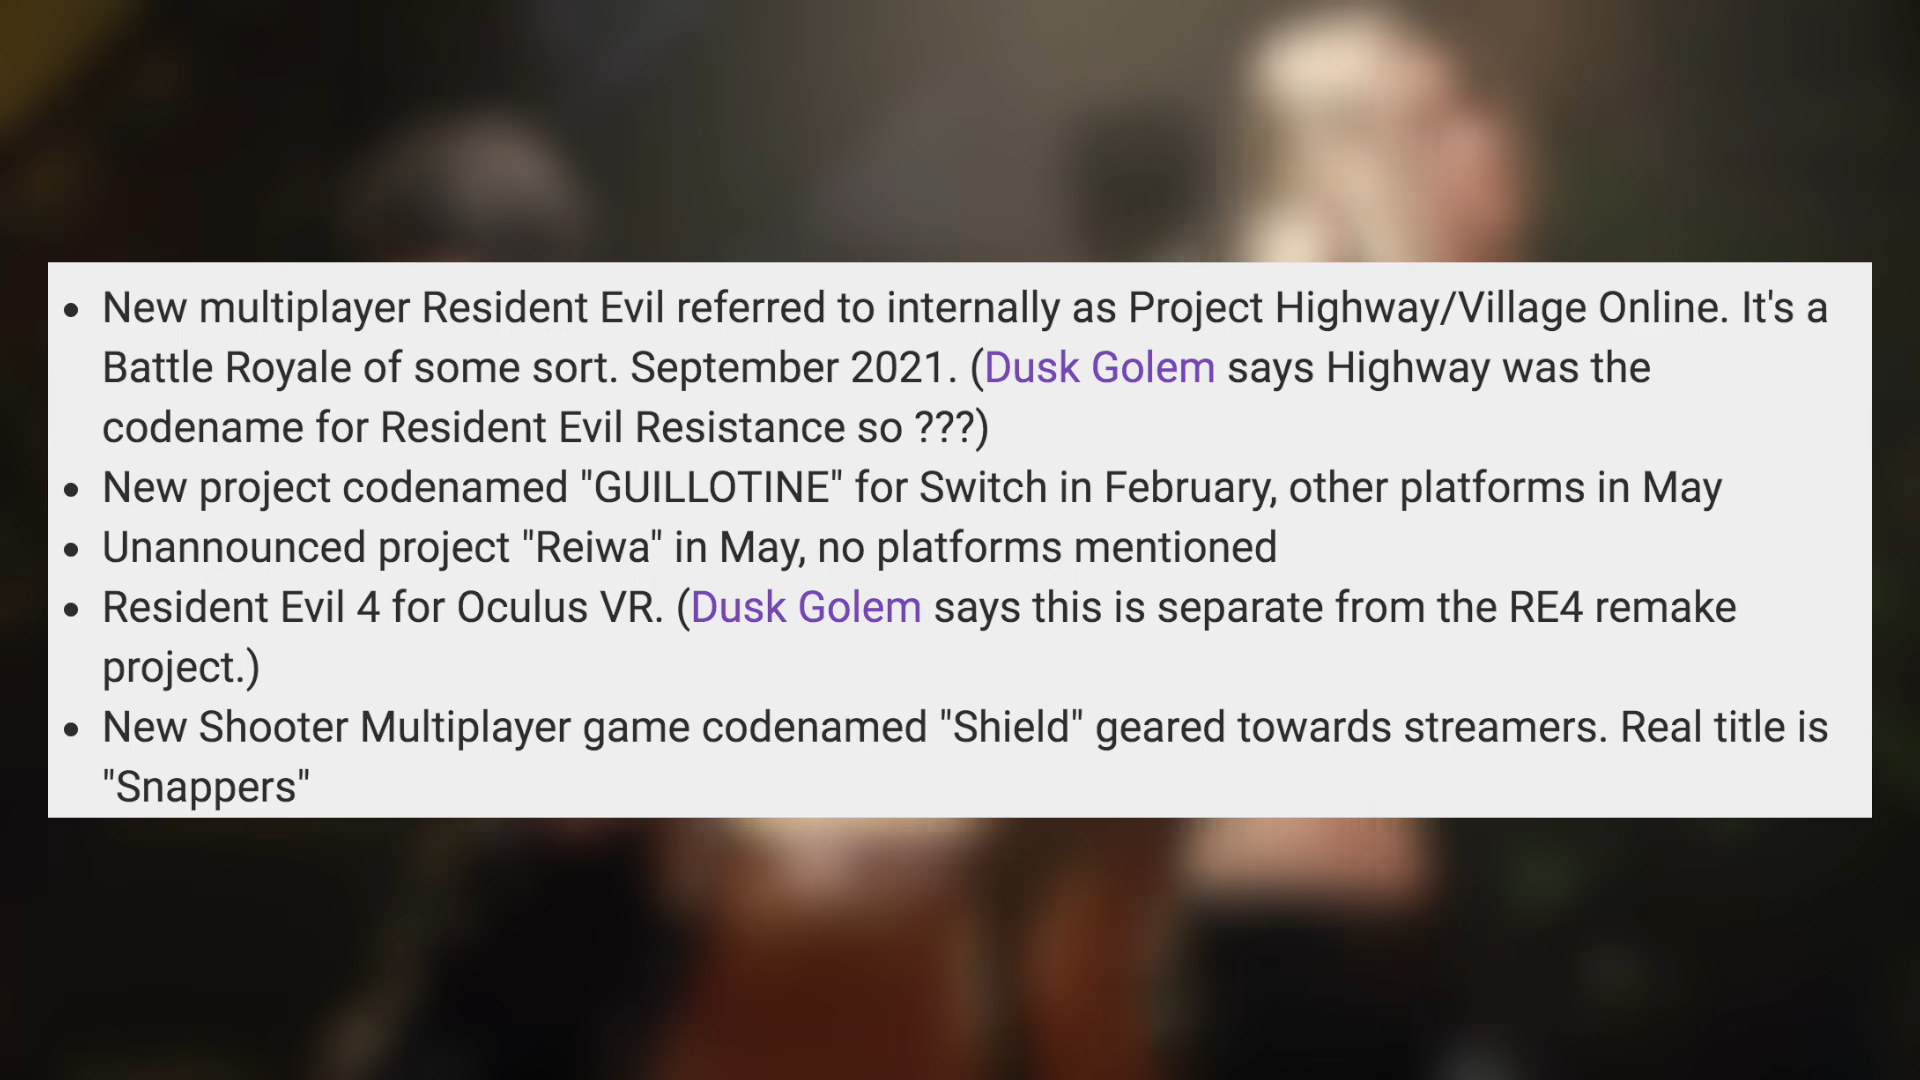 • New multiplayer Resident Evil referred to internally as Project Highway/Village Online. It's a
Battle Royale of some sort. September 2021. (Dusk Golem says Highway was the
codename for Resident Evil Resistance so ???)
• New project codenamed "GUILLOTINE" for Switch in February, other platforms in May
• Unannounced project "Reiwa" in May, no platforms mentioned
• Resident Evil 4 for Oculus VR. (Dusk Golem says this is separate from the RE4 remake
project.)
• New Shooter Multiplayer game codenamed "Shield" geared towards streamers. Real title is
"Snappers"